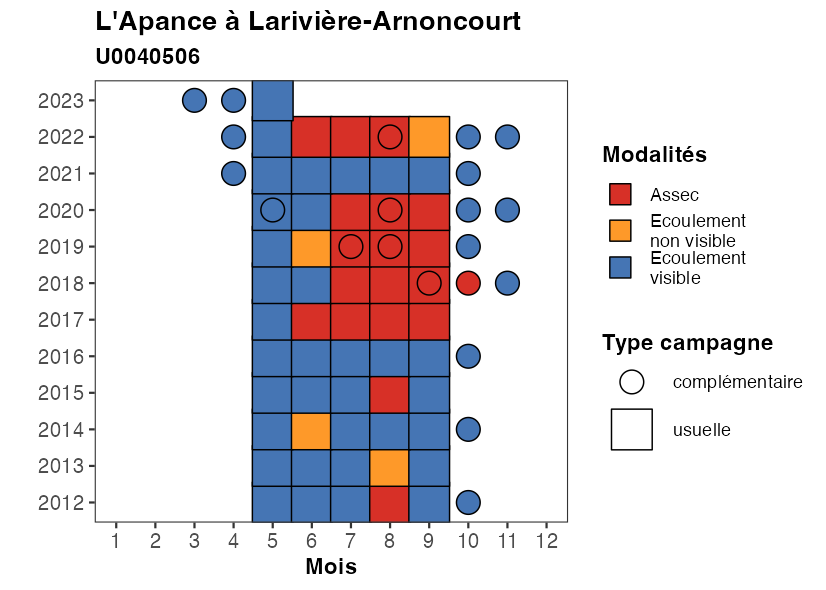 L'Apance à Larivière-Arnoncourt
U0040506
2023
2022
2021
2020
2019
2018
2017
2016
2015
2014
2013
2012
1 2 3 4 5 6 7 8 9 10 11 12
Mois
Modalités
Assec
Ecoulement
non visible
Ecoulement
visible
Type campagne
complémentaire
usuelle